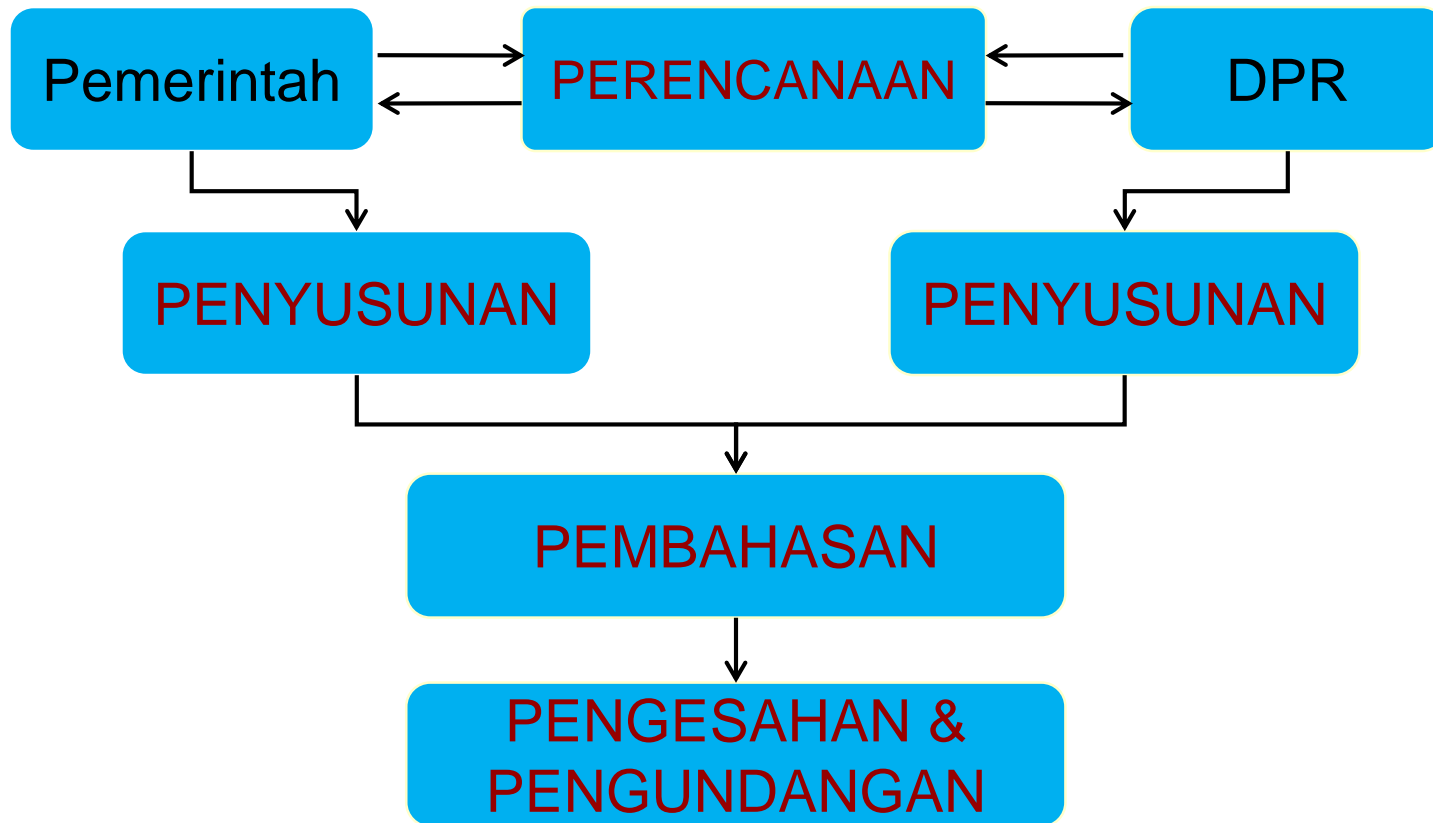 Pemerintah
PERENCANAAN
DPR
PENYUSUNAN
PENYUSUNAN
PEMBAHASAN
PENGESAHAN &
PENGUNDANGAN